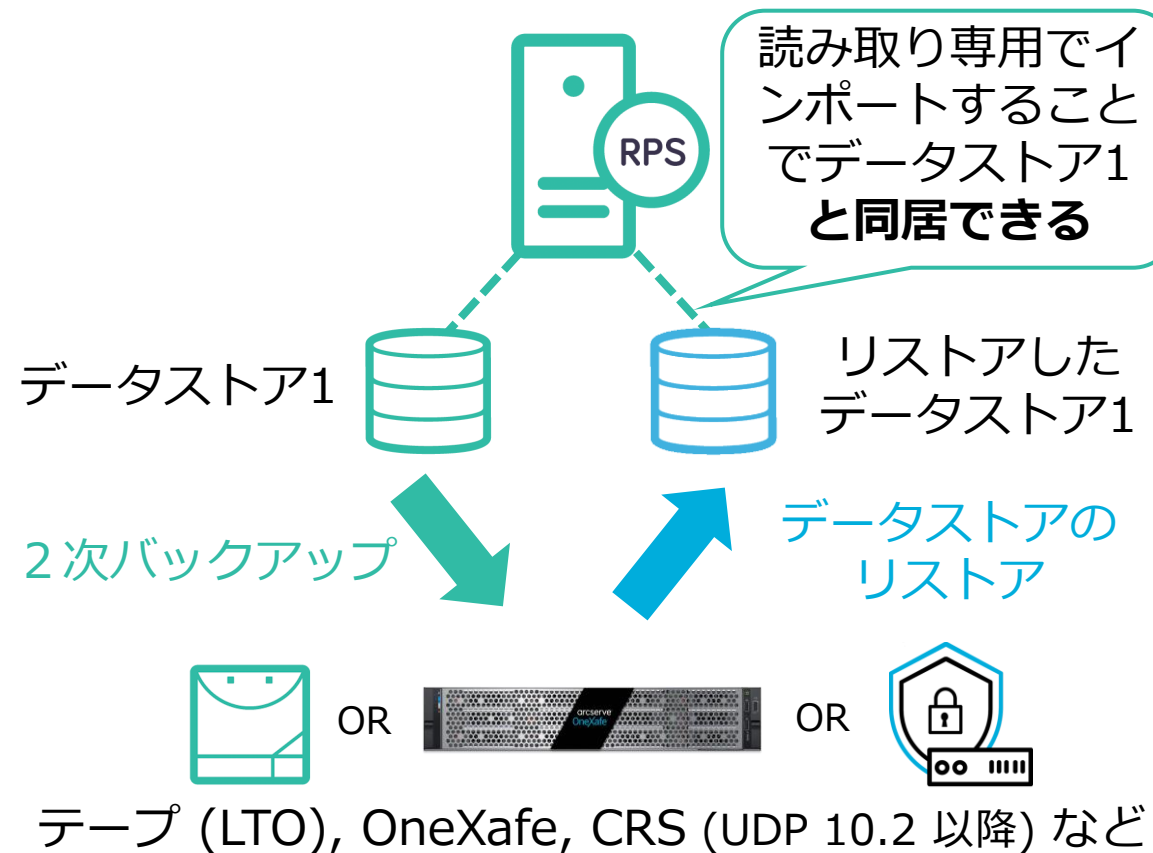 読み取り専用でイ
ンポートすること
でデータストア1
と同居できる
RPS
データストア1
リストアした
データストア1
２次バックアップ
データストアの
リストア
OR
arcserve
OneXafe
OR
テープ (LTO), OneXafe, CRS (UDP 10.2 以降) など